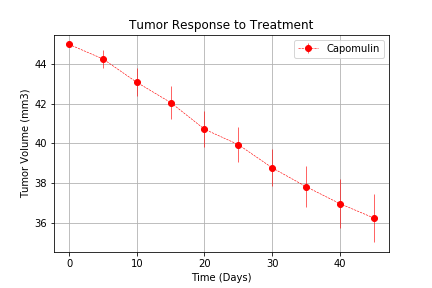 Tumor Response to Treatment
Capomulin
Tumor Volume (mm3)
44
42
40
38
36
0 10 20 30 40
Time (Days)